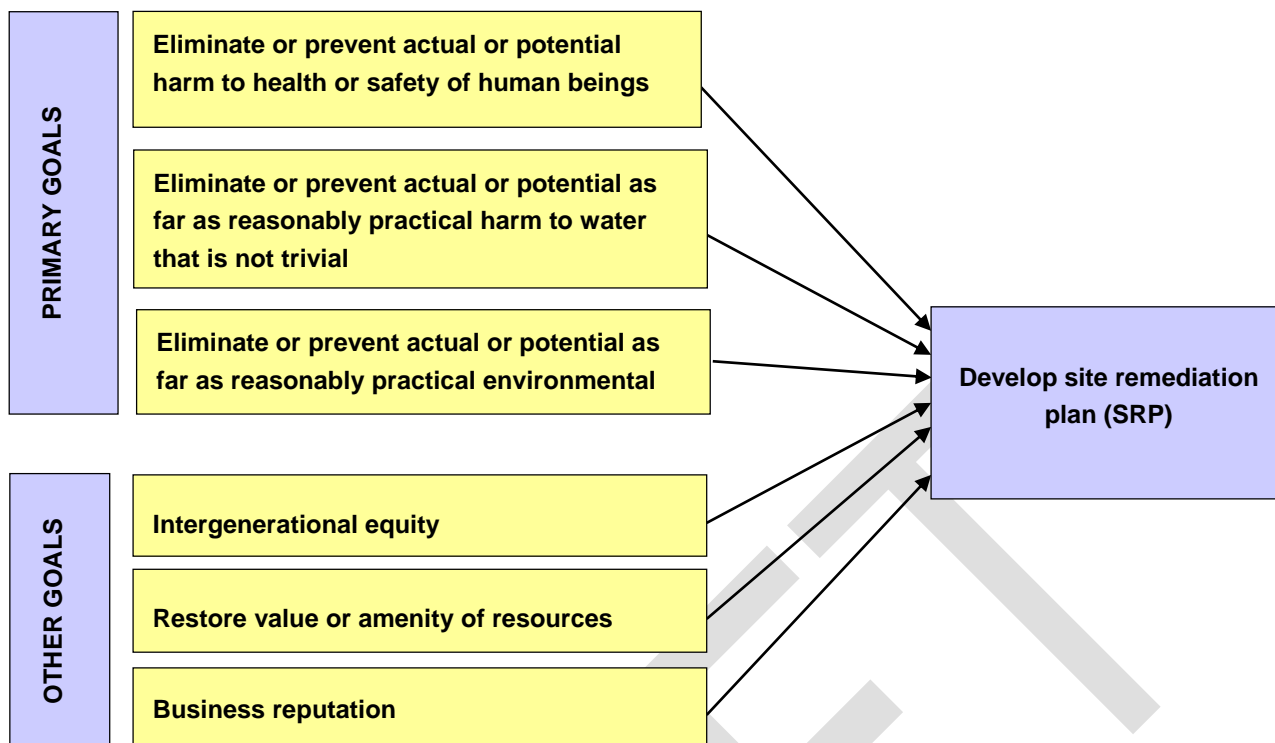 PRIMARY GOALS
Eliminate or prevent actual or potential
harm to health or safety of human beings
Eliminate or prevent actual or potential as
far as reasonably practical harm to water
that is not trivial
Eliminate or prevent actual or potential as
far as reasonably practical environmental
Develop site remediation
plan (SRP)
OTHER GOALS
Intergenerational equity
Restore value or amenity of resources
Business reputation